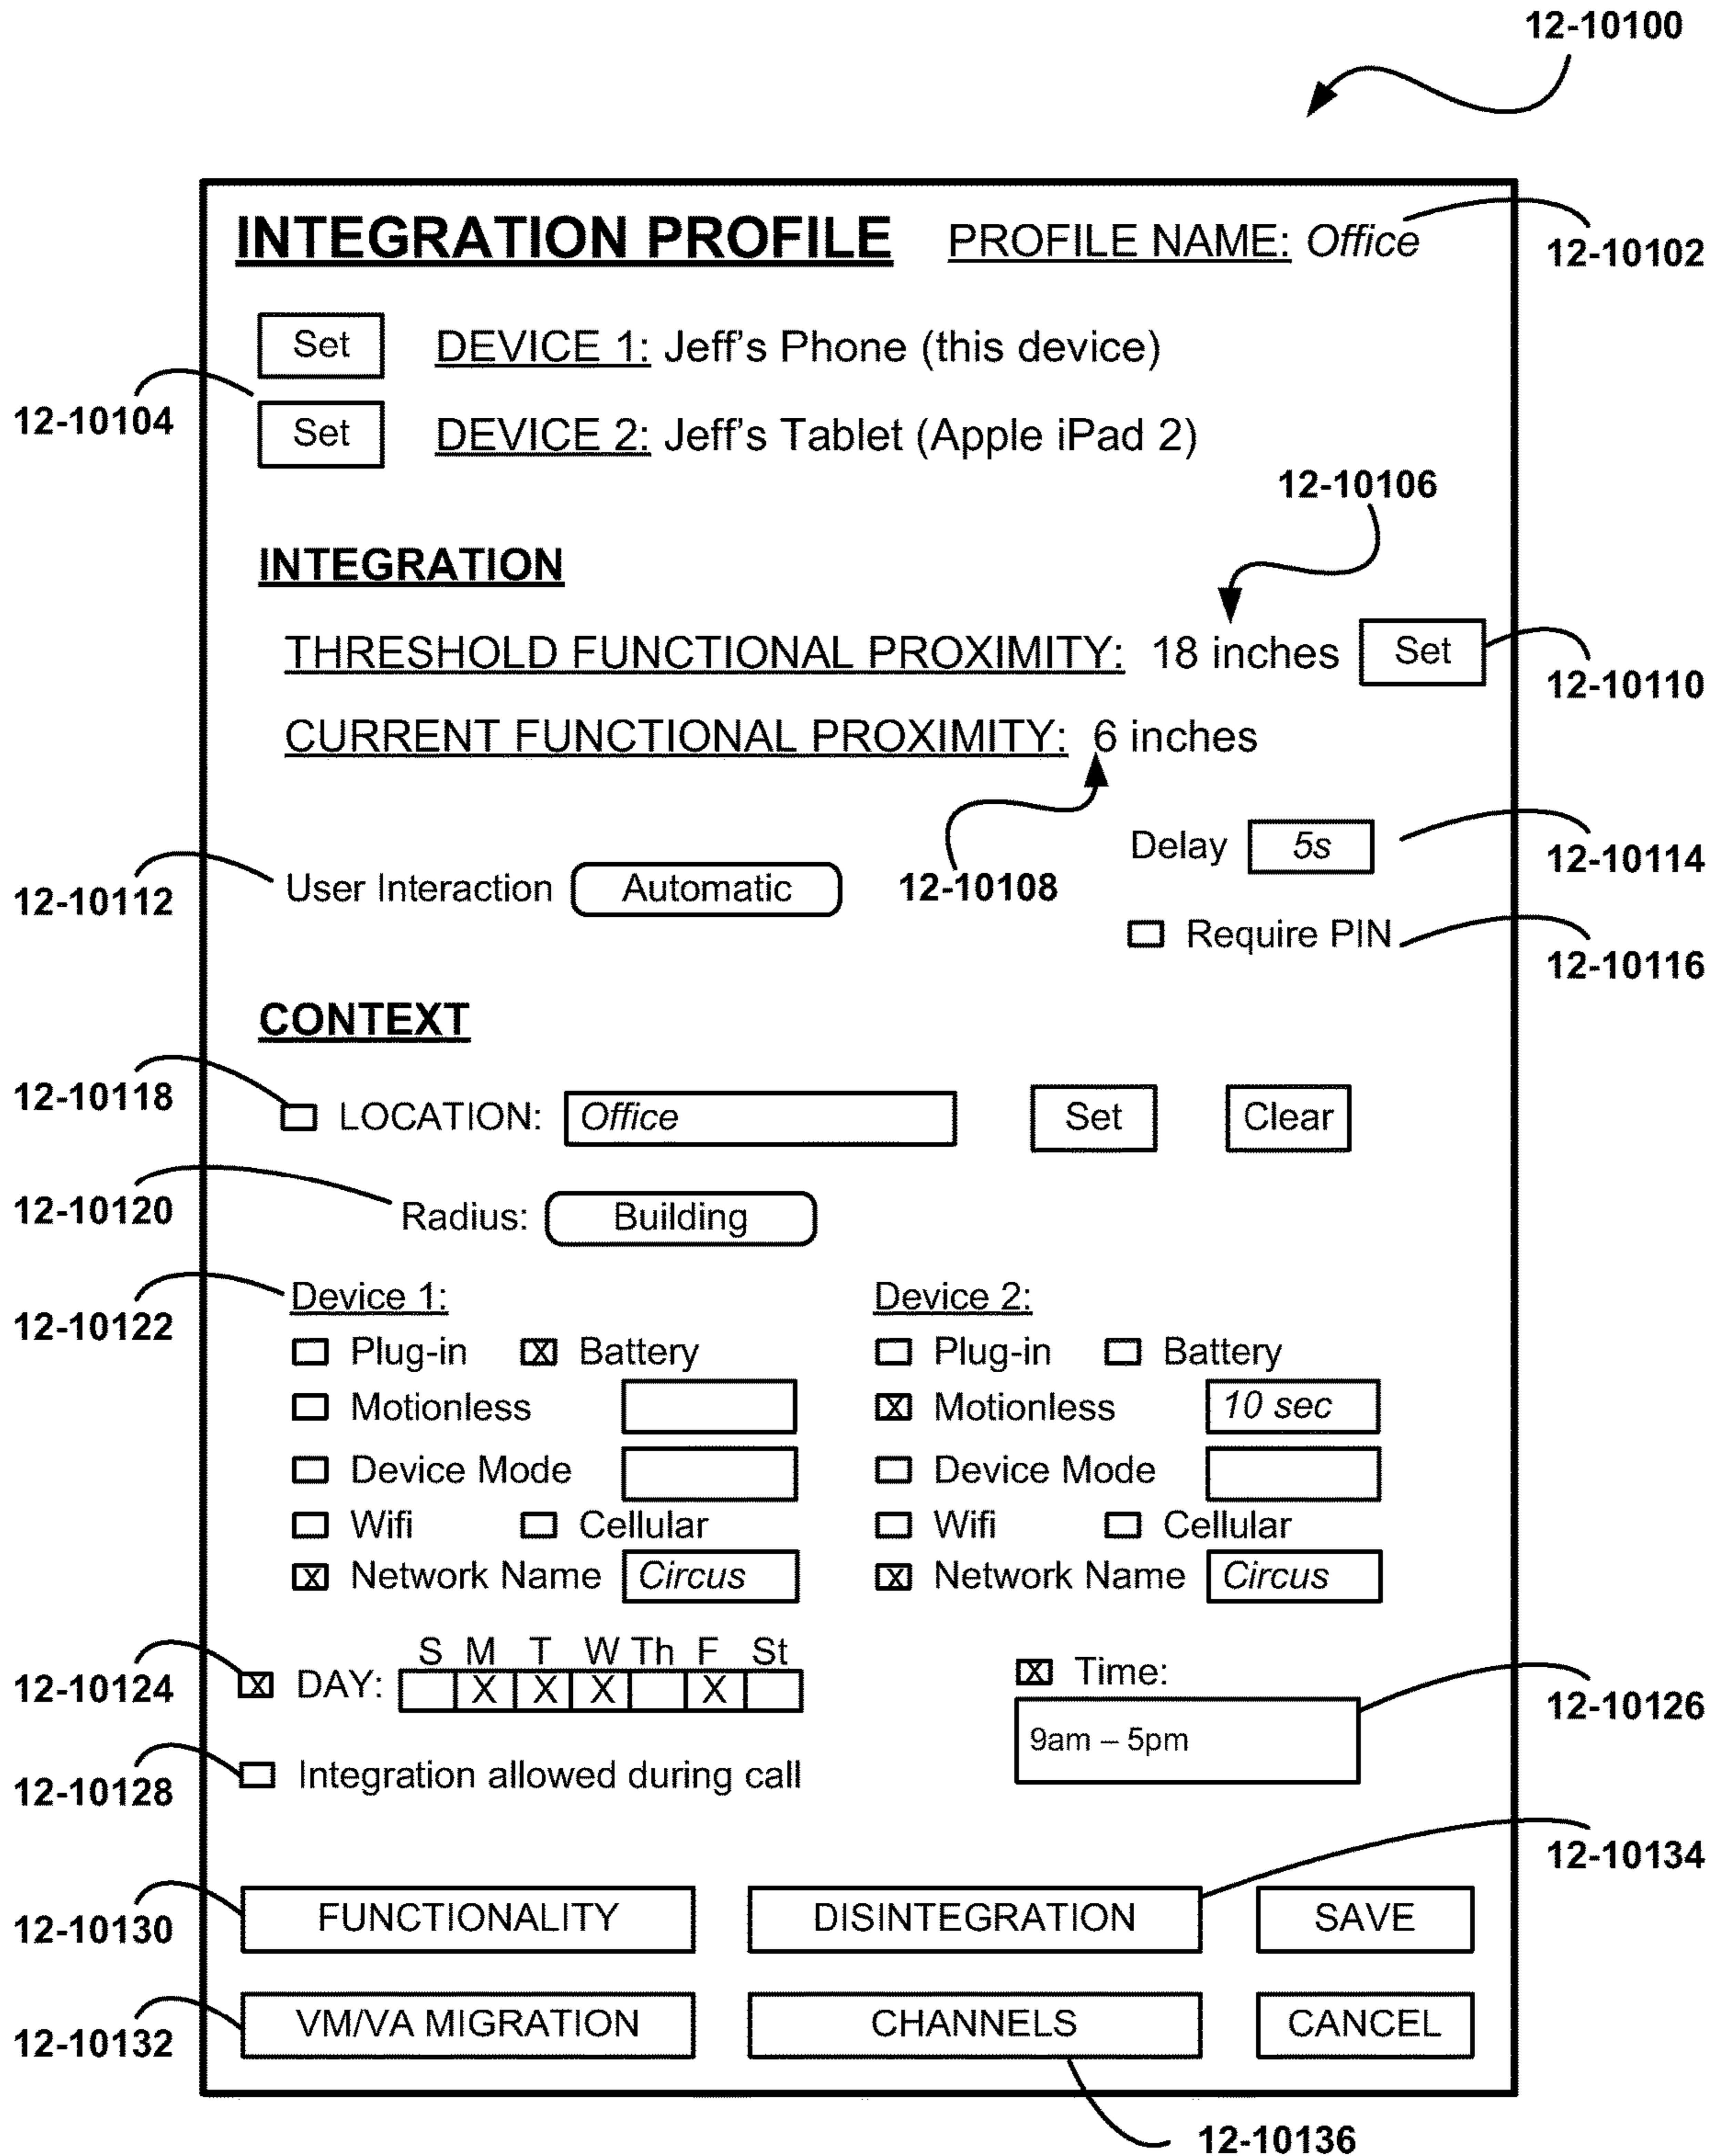 12-10100
INTEGRATION PROFILE PROFILE NAME: Office
12-10102
Set DEVICE 1: Jeff's Phone (this device)
12-10104
Set DEVICE 2: Jeff's Tablet (Apple iPad 2)
12-10106
INTEGRATION
THRESHOLD FUNCTIONAL PROXIMITY: 18 inches Set
12-10110
CURRENT FUNCTIONAL PROXIMITY: 6 inches
Delay 5s
12-10114
12-10112 User Interaction Automatic 12-10108
Require PIN
12-10116
CONTEXT
12-10118
X LOCATION: Office Set Clear
12-10120
Radius: Building
12-10122
Device 1: Device 2:
Plug-in X Battery Plug-in Battery
Motionless X Motionless 10 sec
Device Mode Device Mode
Wifi Cellular Wifi Cellular
X Network Name Circus X Network Name Circus
S M T W Th F St
12-10124 X DAY: X X X X
X Time:
12-10126
9am – 5pm
12-10128 Integration allowed during call
12-10134
12-10130 FUNCTIONALITY DISINTEGRATION SAVE
12-10132 VM/VA MIGRATION CHANNELS CANCEL
12-10136